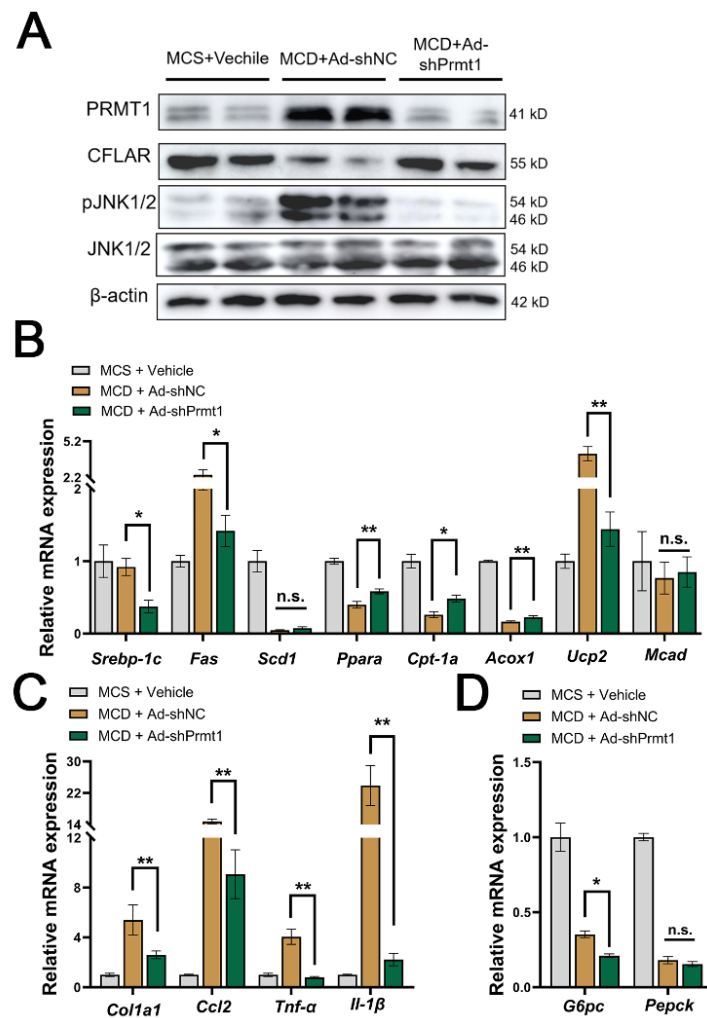 A
MCS+Vechile MCD+Ad-shNC MCD+Ad-
shPrmt1
PRMT1 41 kD
CFLAR 55 kD
pJNK1/2 54 kD
46 kD
JNK1/2 54 kD
46 kD
β-actin 42 kD
B
MCS + Vehicle
MCD + Ad-shNC
MCD + Ad-shPrmt1
Relative mRNA expression
5.2
2.2
2
1
0
* * n.s. ** * ** ** n.s.
Srebp-1c Fas Scd1 Ppara Cpt-1a Acox1 Ucp2 Mcad
C
MCS + Vehicle
MCD + Ad-shNC
MCD + Ad-shPrmt1
Relative mRNA expression
30
22
14
12
8
4
0
** ** ** **
Col1a1 Ccl2 Tnf-α Il-1β
D
MCS + Vehicle
MCD + Ad-shNC
MCD + Ad-shPrmt1
Relative mRNA expression
1.5
1.0
0.5
0.0
* n.s.
G6pc Pepck